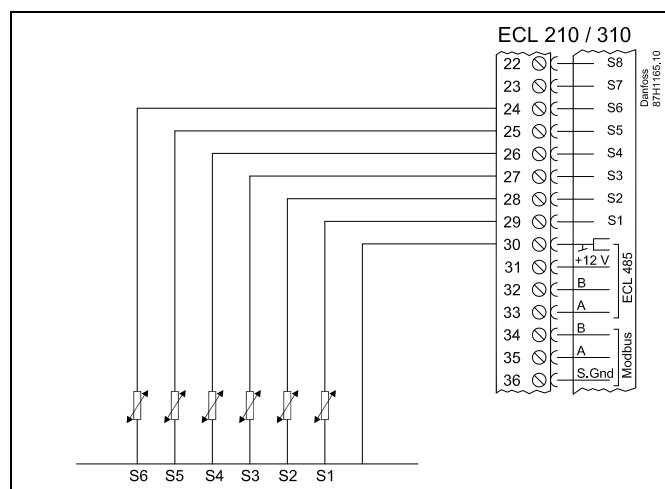 ECL 210 / 310
Danfoss
87H1165,10
22 S8
23 S7
24 S6
25 S5
26 S4
27 S3
28 S2
29 S1
30
31 +12 V
32 B
33 A
ECL 485
34 B
35 A
36 S.Gnd
Modbus
S6 S5 S4 S3 S2 S1